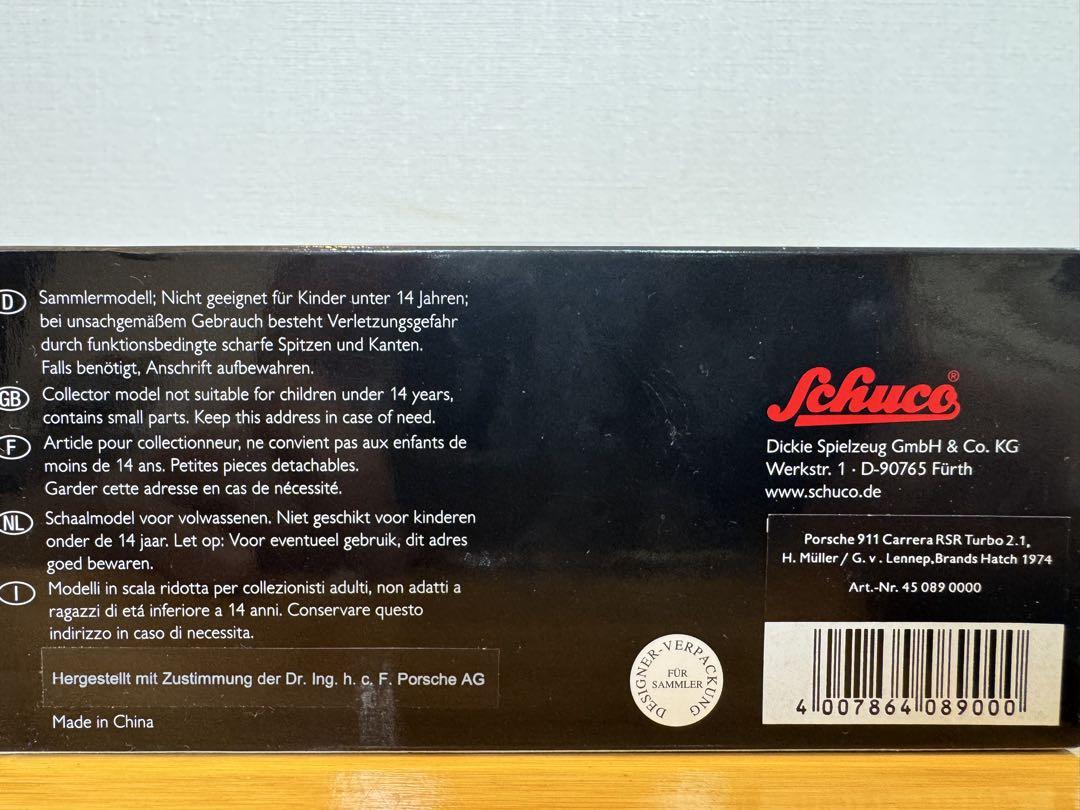 D Sammlermodell; Nicht geeignet für Kinder unter 14 Jahren;
bei unsachgemäßem Gebrauch besteht Verletzungsgefahr
durch funktionsbedingte scharfe Spitzen und Kanten.
Falls benötigt, Anschrift aufbewahren.
GB Collector model not suitable for children under 14 years,
contains small parts. Keep this address in case of need.
F Article pour collectionneur, ne convient pas aux enfants de
moins de 14 ans. Petites pieces detachables.
Garder cette adresse en cas de nécessité.
NL Schaalmodel voor volwassenen. Niet geschikt voor kinderen
onder de 14 jaar. Let op: Voor eventueel gebruik, dit adres
goed bewaren.
I Modelli in scala ridotta per collezionisti adulti, non adatti a
ragazzi di etá inferiore a 14 anni. Conservare questo
indirizzo in caso di necessita.
Hergestellt mit Zustimmung der Dr. Ing. h. c. F. Porsche AG
Made in China
DESIGNER-VERPACKUNG
FÜR
SAMMLER
Schuco®
Dickie Spielzeug GmbH & Co. KG
Werkstr. 1 · D-90765 Fürth
www.schuco.de
Porsche 911 Carrera RSR Turbo 2.1,
H. Müller / G. v. Lennep, Brands Hatch 1974
Art.-Nr. 45 089 0000
4 007864 089000